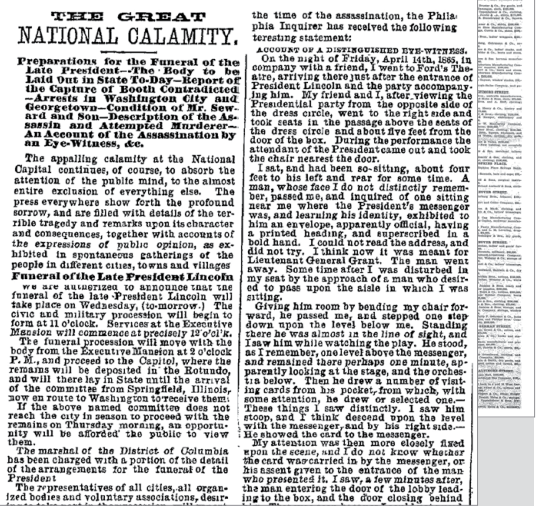 THE GREAT
NATIONAL CALAMITY.
Preparations for the Funeral of the
Late President—The Body to be
Laid Out in State To-Day—Report of
the Capture of Booth Contradicted
—Arrests in Washington City and
Georgetown—Condition of Mr. Sew-
ard and Son—Description of the As-
sassin and Attempted Murderer—
An Account of the Assassination by
an Eye-Witness, &c.
The appalling calamity at the National
Capital continues, of course, to absorb the
attention of the public mind, to the almost
entire exclusion of everything else. The
press everywhere show forth the profound
sorrow, and are filled with details of the ter-
rible tragedy and remarks upon its character
and consequences, together with accounts of
the expressions of public opinion, as ex-
hibited in spontaneous gatherings of the
people in different cities, towns and villages
Funeral of the Late President Lincoln
We are authorized to announce that the
funeral of the late President Lincoln will
take place on Wednesday, (to-morow.) The
civic and military procession will begin to
form at 11 o'clock. Services at the Executive
Mansion will commence at precisely 12 o'c'k.
The funeral procession will move with the
body from the Executive Mansion at 2 o'clock
P. M., and proceed to the Capitol, where the
remains will be deposited in the Rotundo,
and will there lay in State until the arrival
of the committee from Springfield, Illinois,
now en route to Washington to receive them.
If the above named committee does not
reach the city in season to proceed with the
remains on Thursday morning, an opportu-
nity will be afforded the public to view
them.
The marshal of the District of Columbia
has been charged with a portion of the detail
of the arrangements for the funeral of the
President
The representatives of all cities, all organ-
ized bodies and voluntary associations, desir-
the time of the assassination, the Phila-
phia Inquirer has received the following
teresting statement:
ACCOUNT OF A DISTINGUISHED EYE-WITNESS.
On the night of Friday, April 14th, 1865, in
company with a friend, I went to Ford's The-
atre, arriving there just after the entrance of
President Lincoln and the party accompany-
ing him. My friend and I, after viewing the
Presidential party from the opposite side of
the dress circle, went to the right side and
took seats in the passage above the seats of
the dress circle and about five feet from the
door of the box. During the performance the
attendant of the President came out and took
the chair nearest the door.
I sat, and had been so sitting, about four
feet to his left and rear for some time. A
man, whose face I do not distinctly remem-
ber, passed me, and inquired of one sitting
near me where the President's messenger
was, and learning his identity, exhibited to
him an envelope, apparently official, having
a printed heading, and superscribed in a
bold hand. I could not read the address, and
did not try. I think now it was meant for
Lieutenant General Grant. The man went
away. Some time after I was disturbed in
my seat by the approach of a man who desir-
ed to pass upon the aisle in which I was
sitting.
Giving him room by bending my chair for-
ward, he passed me, and stepped one step
down upon the level below me. Standing
there he was almost in the line of sight, and
I saw him while watching the play. He stood,
as I remember, one level above the messenger,
and remained there perhaps one minute, ap-
parently looking at the stage, and the orches-
tra below. Then he drew a number of visit-
ing cards from his pocket, from which, with
some attention, he drew or selected one.—
These things I saw distinctly. I saw him
stoop, and I think descend upon the level
with the messenger, and by his right side.—
He showed the card to the messenger.
My attention was then more closely fixed
upon the scene, and I do not know whether
the card was carried in by the messenger, or
his assent given to the entrance of the man
who presented it. I saw, a few minutes after,
the man entering the door of the lobby lead-
ing to the box, and the door closing behind